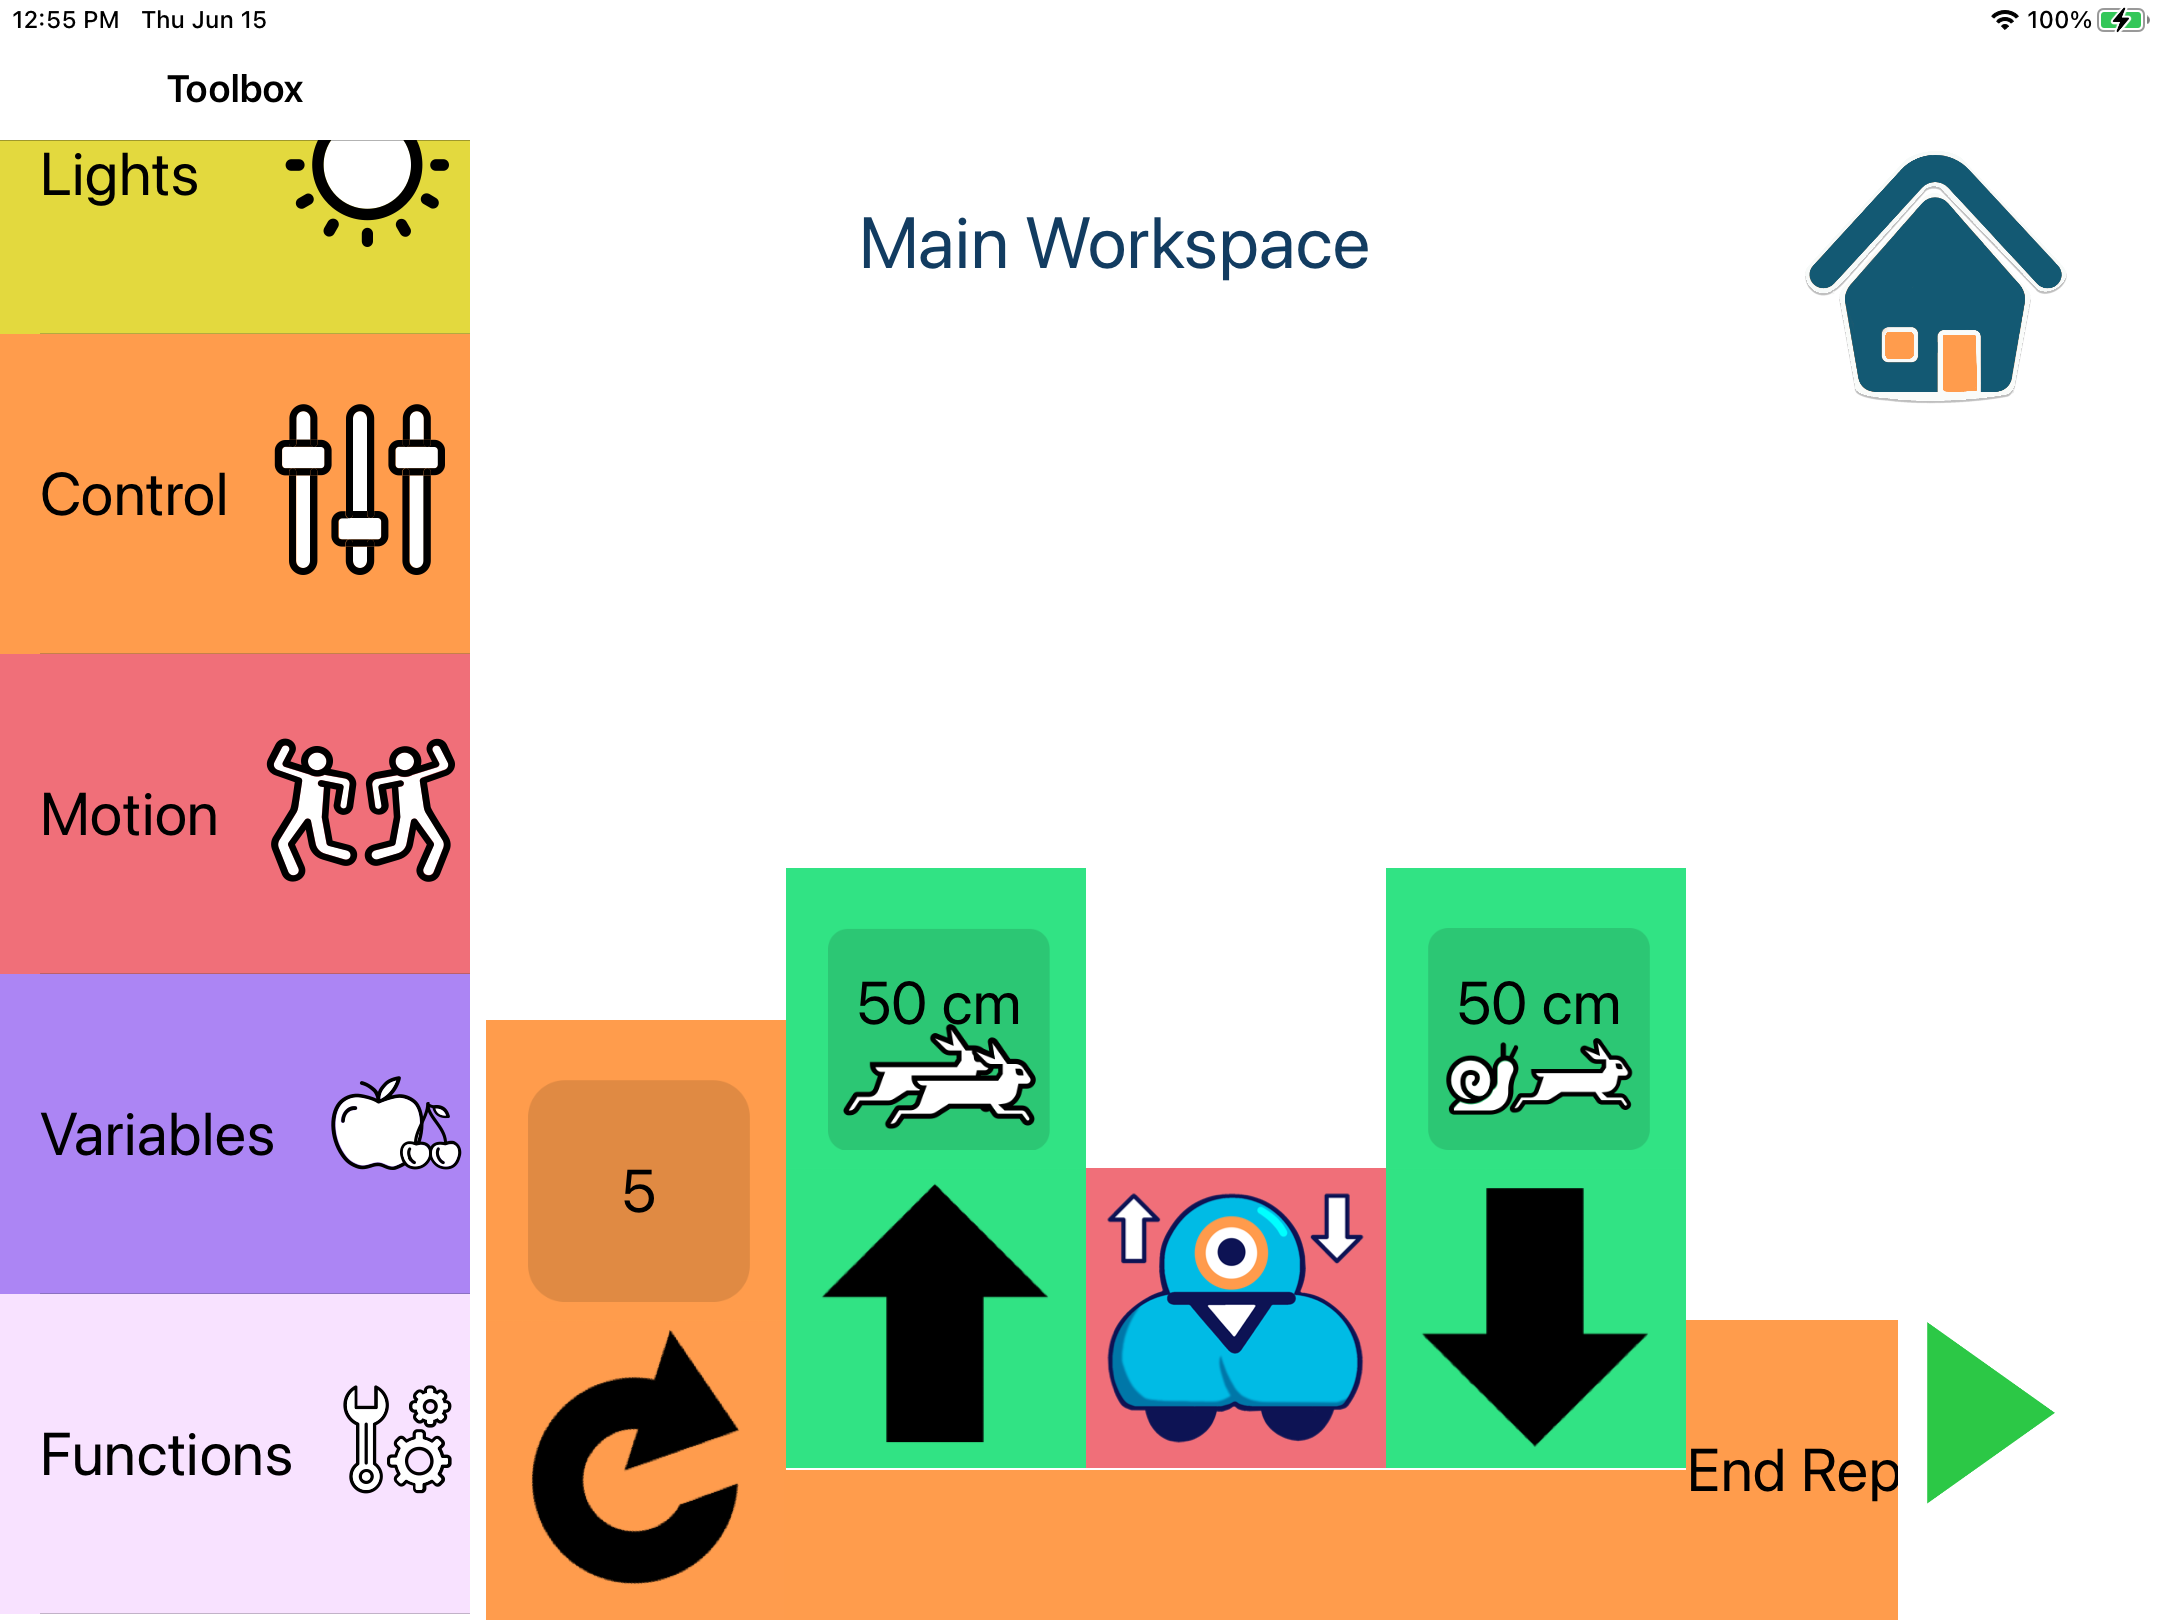 12:55 PM Thu Jun 15
100%
Toolbox
Lights
Control
Motion
Variables
Functions
Main Workspace
5
50 cm
50 cm
End Rep